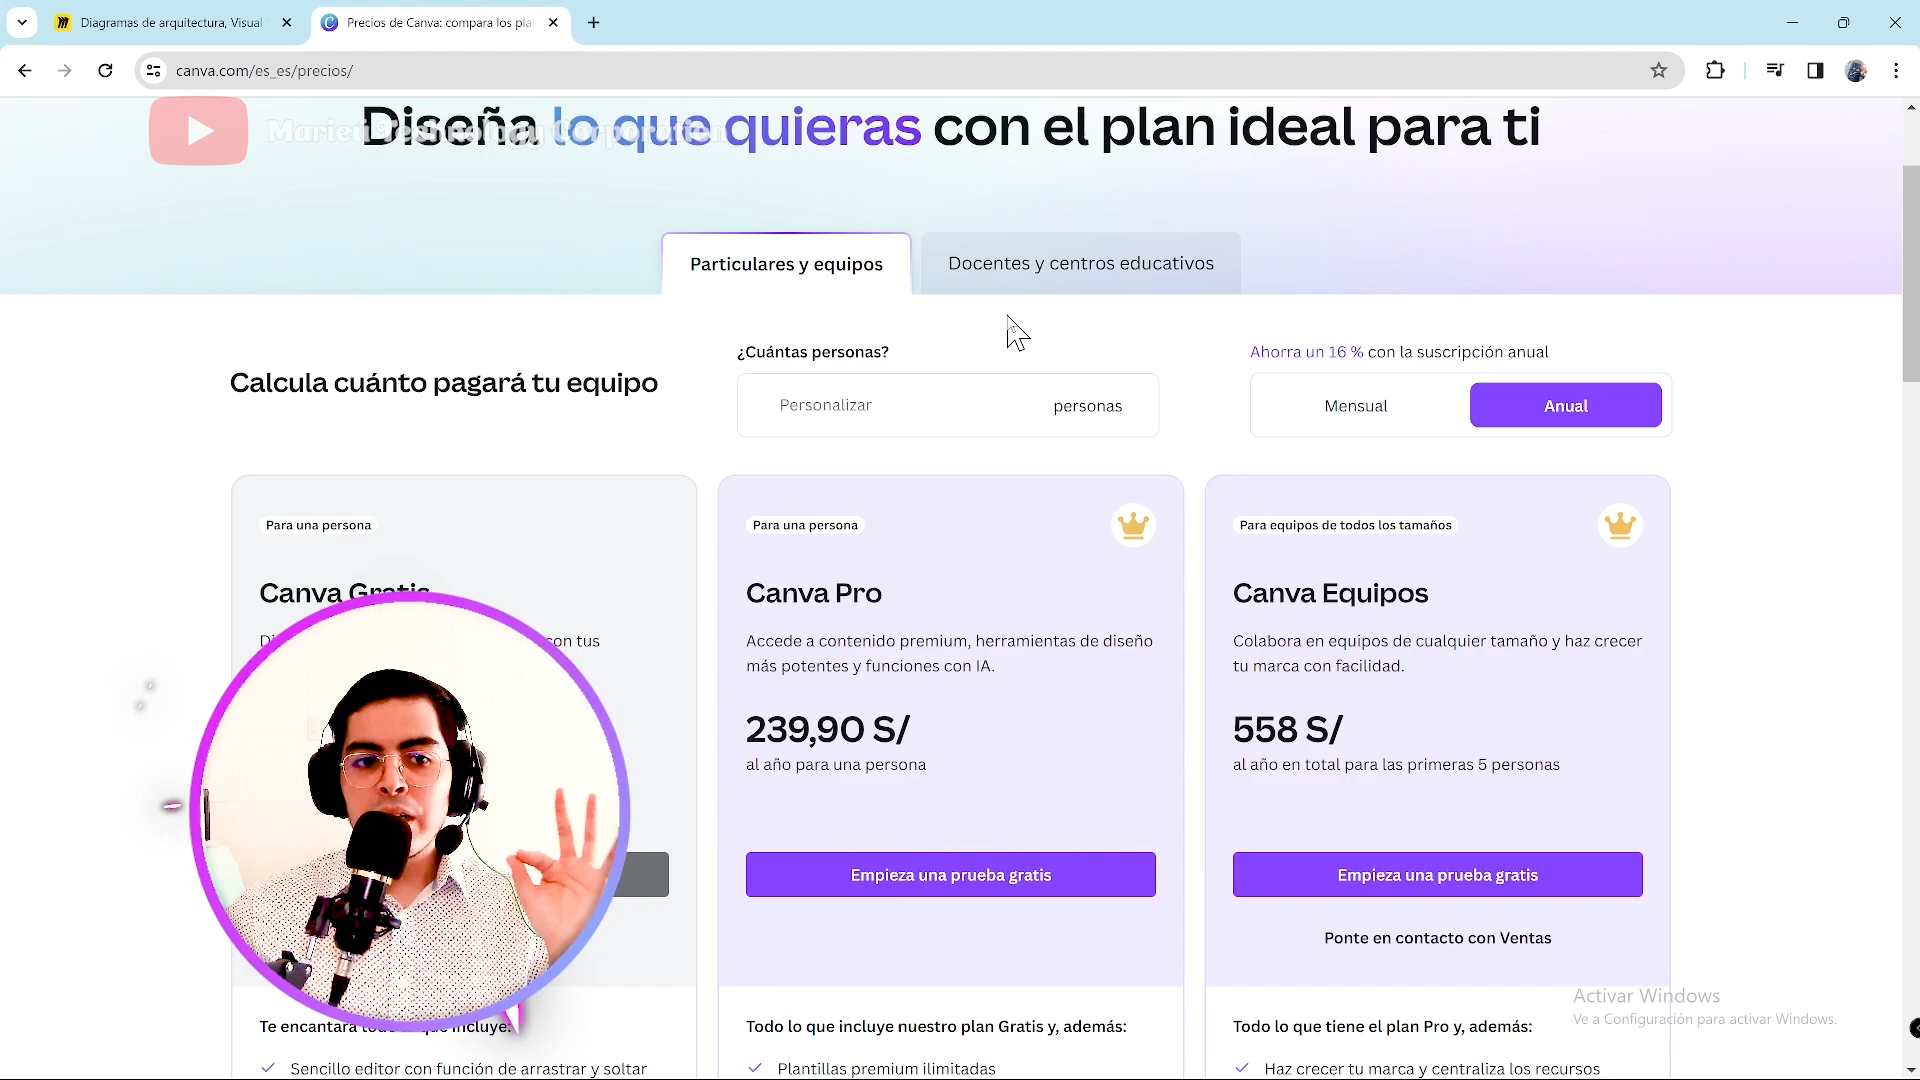 Diagramas de arquitectura, Visual
Precios de Canva: compara los pla
canva.com/es_es/precios/
Marieti Technology Corporation
Diseña lo que quieras con el plan ideal para ti
Particulares y equipos
Docentes y centros educativos
Calcula cuánto pagará tu equipo
¿Cuántas personas?
Personalizar personas
Ahorra un 16 % con la suscripción anual
Mensual Anual
Para una persona
Canva Gratis
con tus
Te encantará
incluye:
Sencillo editor con función de arrastrar y soltar
Para una persona
Canva Pro
Accede a contenido premium, herramientas de diseño
más potentes y funciones con IA.
239,90 S/
al año para una persona
Empieza una prueba gratis
Todo lo que incluye nuestro plan Gratis y, además:
Plantillas premium ilimitadas
Para equipos de todos los tamaños
Canva Equipos
Colabora en equipos de cualquier tamaño y haz crecer
tu marca con facilidad.
558 S/
al año en total para las primeras 5 personas
Empieza una prueba gratis
Ponte en contacto con Ventas
Todo lo que tiene el plan Pro y, además:
Haz crecer tu marca y centraliza los recursos
Activar Windows
Ve a Configuración para activar Windows.